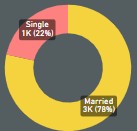 Single
1K (22%)
Married
3K (78%)